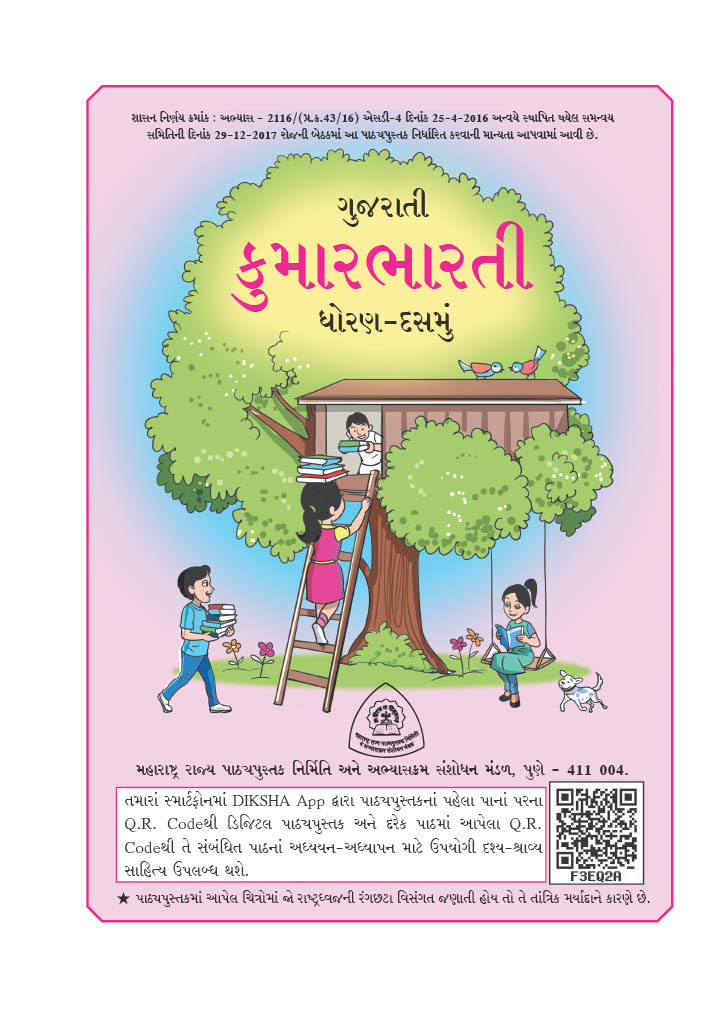 શાસન નિર્ણય ક્રમાંક : અભ્યાસ - 2116/(પ્ર.ક્ર.43/16) એસડી-4 દિનાંક 25-4-2016 અન્વયે સ્થાપિત થયેલ સમન્વય
સમિતિની દિનાંક 29-12-2017 રોજની બેઠકમાં આ પાઠ્યપુસ્તક નિર્ધારિત કરવાની માન્યતા આપવામાં આવી છે.
ગુજરાતી
કુમારભારતી
ધોરણ-દસમું
મહારાષ્ટ્ર રાજ્ય પાઠ્યપુસ્તક નિર્મિતિ અને અભ્યાસક્રમ સંશોધન મંડળ, પુણે - 411 004.
તમારાં સ્માર્ટફોનમાં DIKSHA App દ્વારા પાઠ્યપુસ્તકનાં પહેલા પાનાં પરના
Q.R. Codeથી ડિજિટલ પાઠ્યપુસ્તક અને દરેક પાઠમાં આપેલા Q.R.
Codeથી તે સંબંધિત પાઠનાં અધ્યયન-અધ્યાપન માટે ઉપયોગી દશ્ય-શ્રાવ્ય
સાહિત્ય ઉપલબ્ધ થશે.
F3EQ2A
★ પાઠ્યપુસ્તકમાં આપેલ ચિત્રોમાં જો રાષ્ટ્રધ્વજની રંગછટા વિસંગત જણાતી હોય તો તે તાંત્રિક મર્યાદાને કારણે છે.